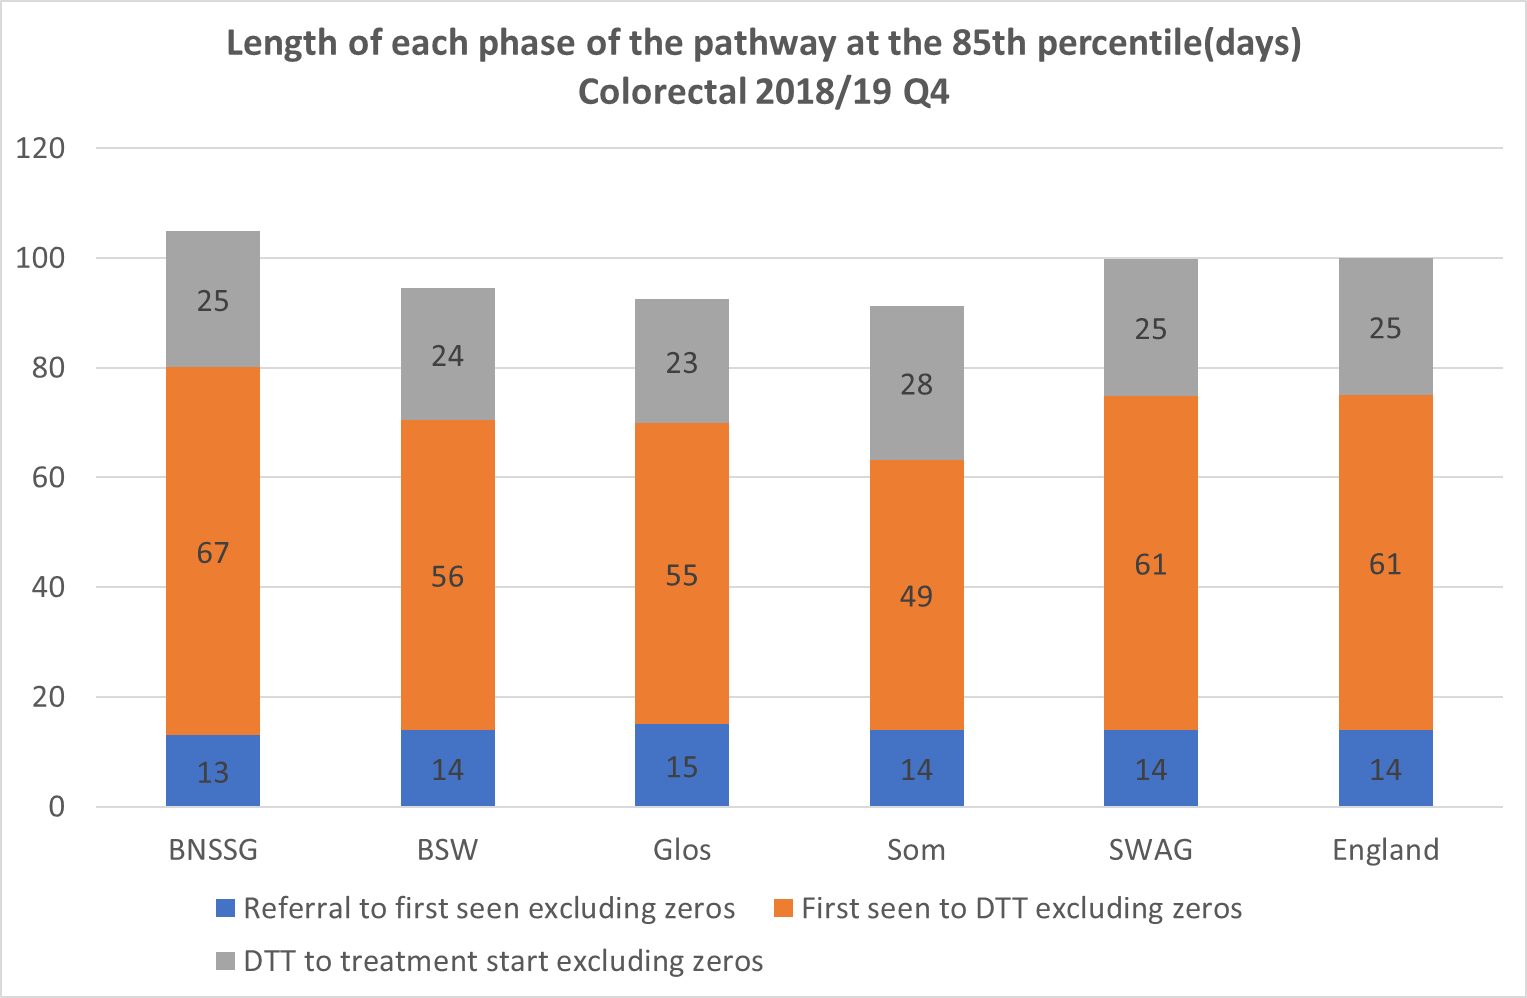 Length of each phase of the pathway at the 85th percentile(days)
Colorectal 2018/19 Q4
120
100
80
60
40
20
0
25
24
23
28
25
25
67
56
55
49
61
61
13
14
15
14
14
14
BNSSG
BSW
Glos
Som
SWAG
England
Referral to first seen excluding zeros
First seen to DTT excluding zeros
DTT to treatment start excluding zeros